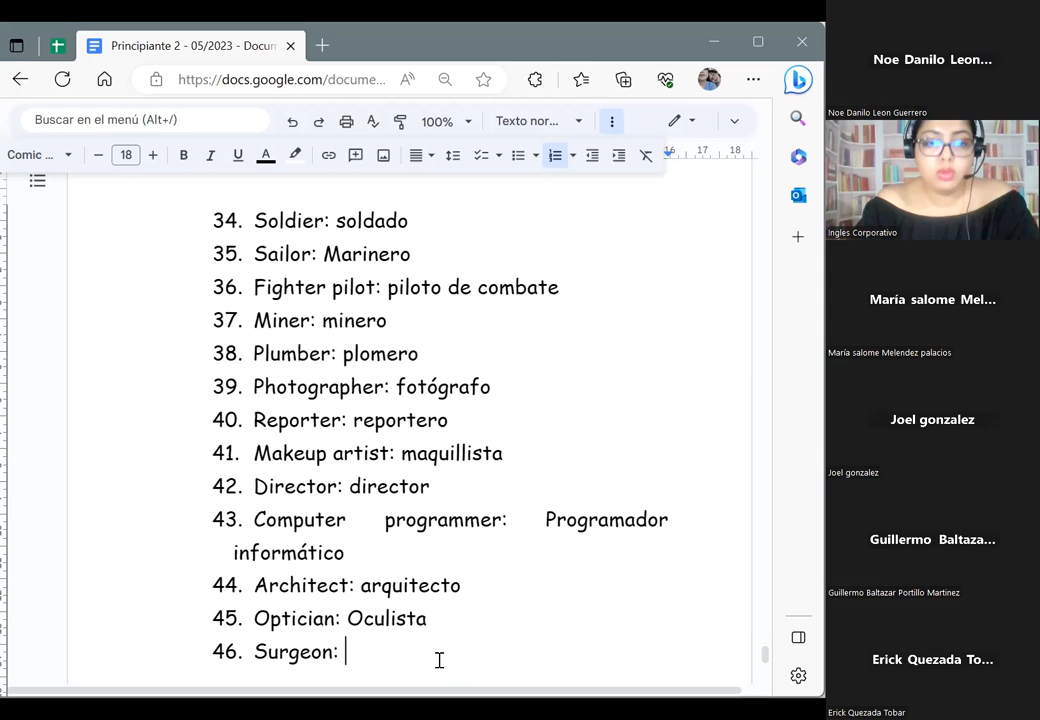 Principiante 2 - 05/2023 - Docum
https://docs.google.com/docume...
Buscar en el menú (Alt+/)
100%
Texto nor...
Comic ...
18
16 17 18
34. Soldier: soldado
35. Sailor: Marinero
36. Fighter pilot: piloto de combate
37. Miner: minero
38. Plumber: plomero
39. Photographer: fotógrafo
40. Reporter: reportero
41. Makeup artist: maquillista
42. Director: director
43. Computer programmer: Programador
informático
44. Architect: arquitecto
45. Optician: Oculista
46. Surgeon:
Noe Danilo Leon...
Noe Danilo Leon Guerrero
Ingles Corporativo
María salome Mel...
María salome Melendez palacios
Joel gonzalez
Joel gonzalez
Guillermo Baltaza...
Guillermo Baltazar Portillo Martinez
Erick Quezada To...
Erick Quezada Tobar